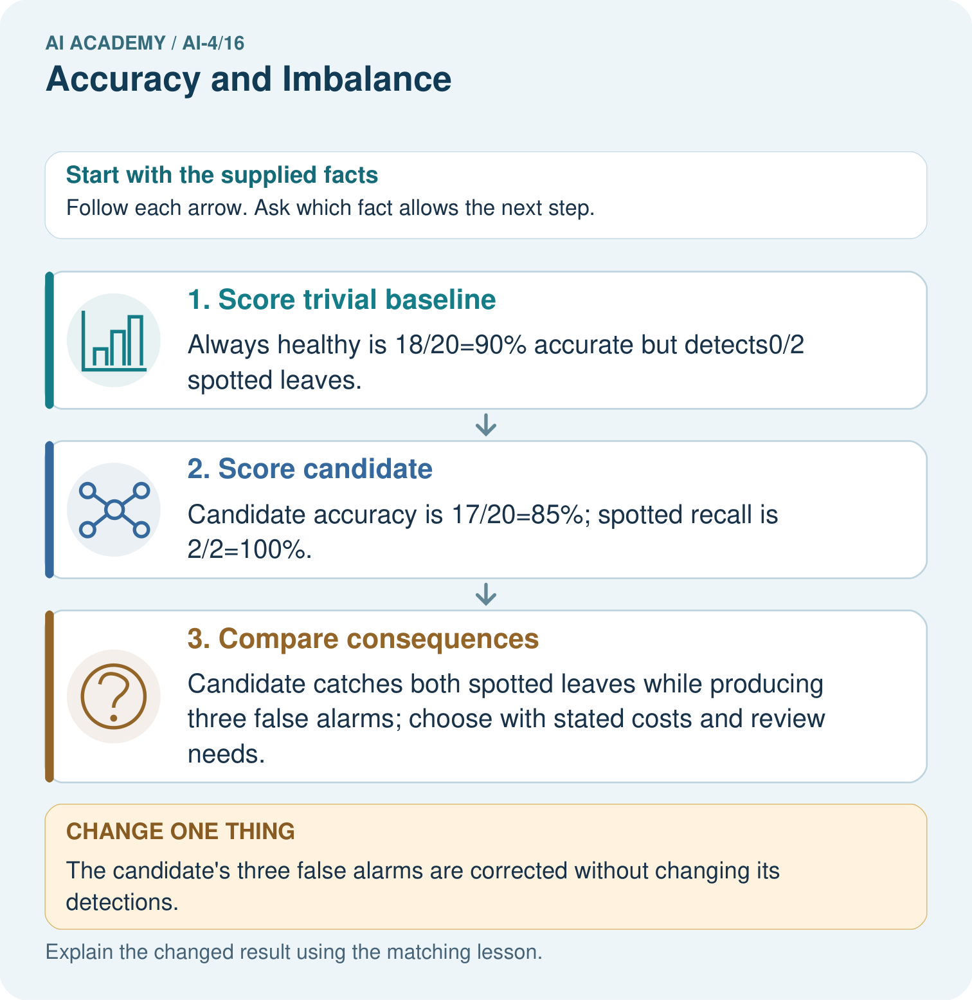 AI ACADEMY / AI-4/16
Accuracy and Imbalance
Start with the supplied facts
Follow each arrow. Ask which fact allows the next step.
1. Score trivial baseline
Always healthy is 18/20=90% accurate but detects0/2
spotted leaves.
2. Score candidate
Candidate accuracy is 17/20=85%; spotted recall is
2/2=100%.
3. Compare consequences
Candidate catches both spotted leaves while producing
three false alarms; choose with stated costs and review
needs.
CHANGE ONE THING
The candidate's three false alarms are corrected without changing its
detections.
Explain the changed result using the matching lesson.